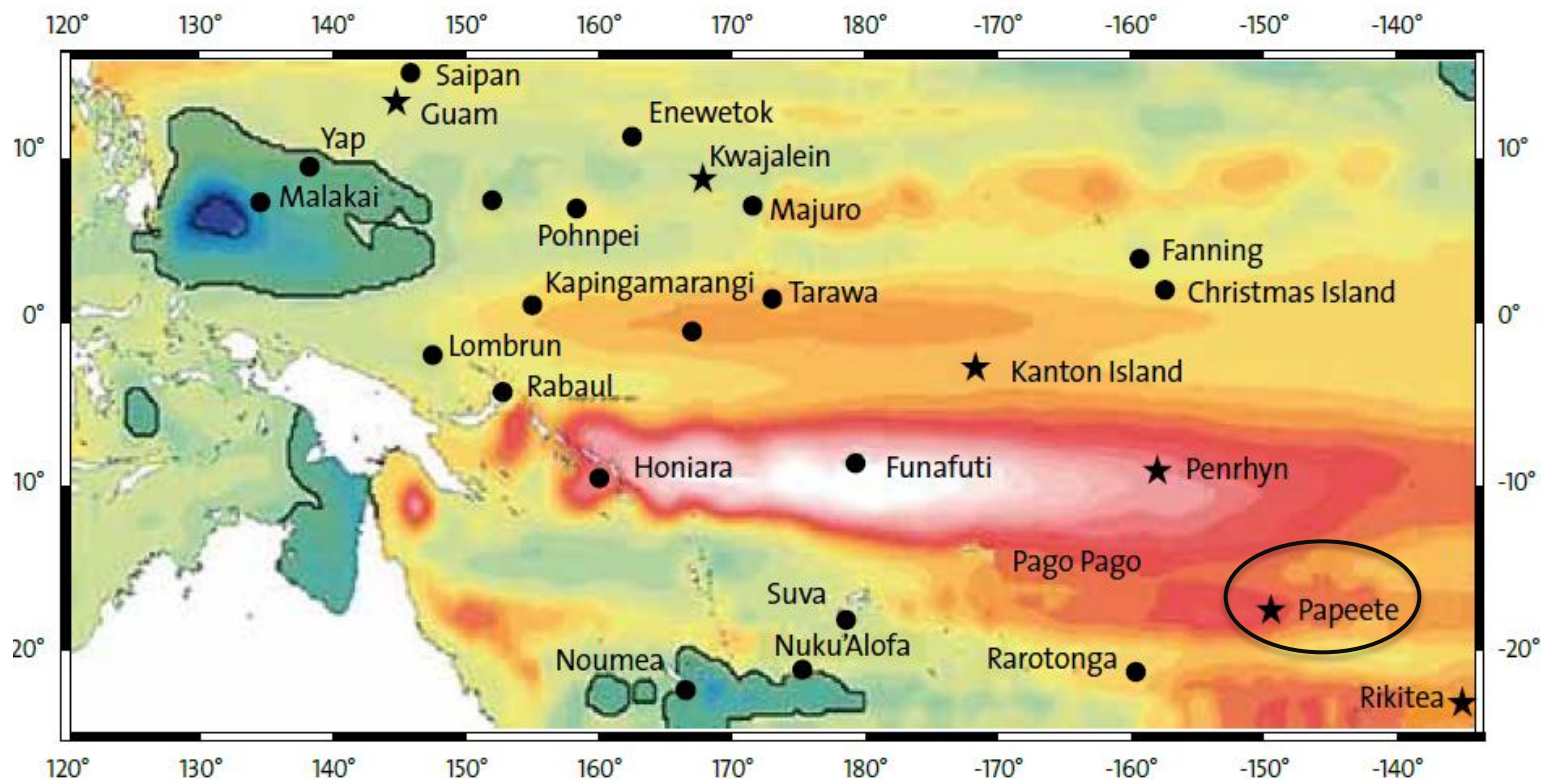 120° 130° 140° 150° 160° 170° 180° -170° -160° -150° -140°
Saipan
Guam
Enewetok
Yap
10° 10°
Kwajalein
Malakai
Majuro
Pohnpei
Fanning
Kapingamarangi
Tarawa
Christmas Island
0° 0°
Lombrun
Kanton Island
Rabaul
Honiara
Funafuti
Penrhyn
10° -10°
Pago Pago
Suva
Papeete
Nuku'Alofa
20° -20°
Noumea
Rarotonga
Rikitea
120° 130° 140° 150° 160° 170° 180° -170° -160° -150° -140°